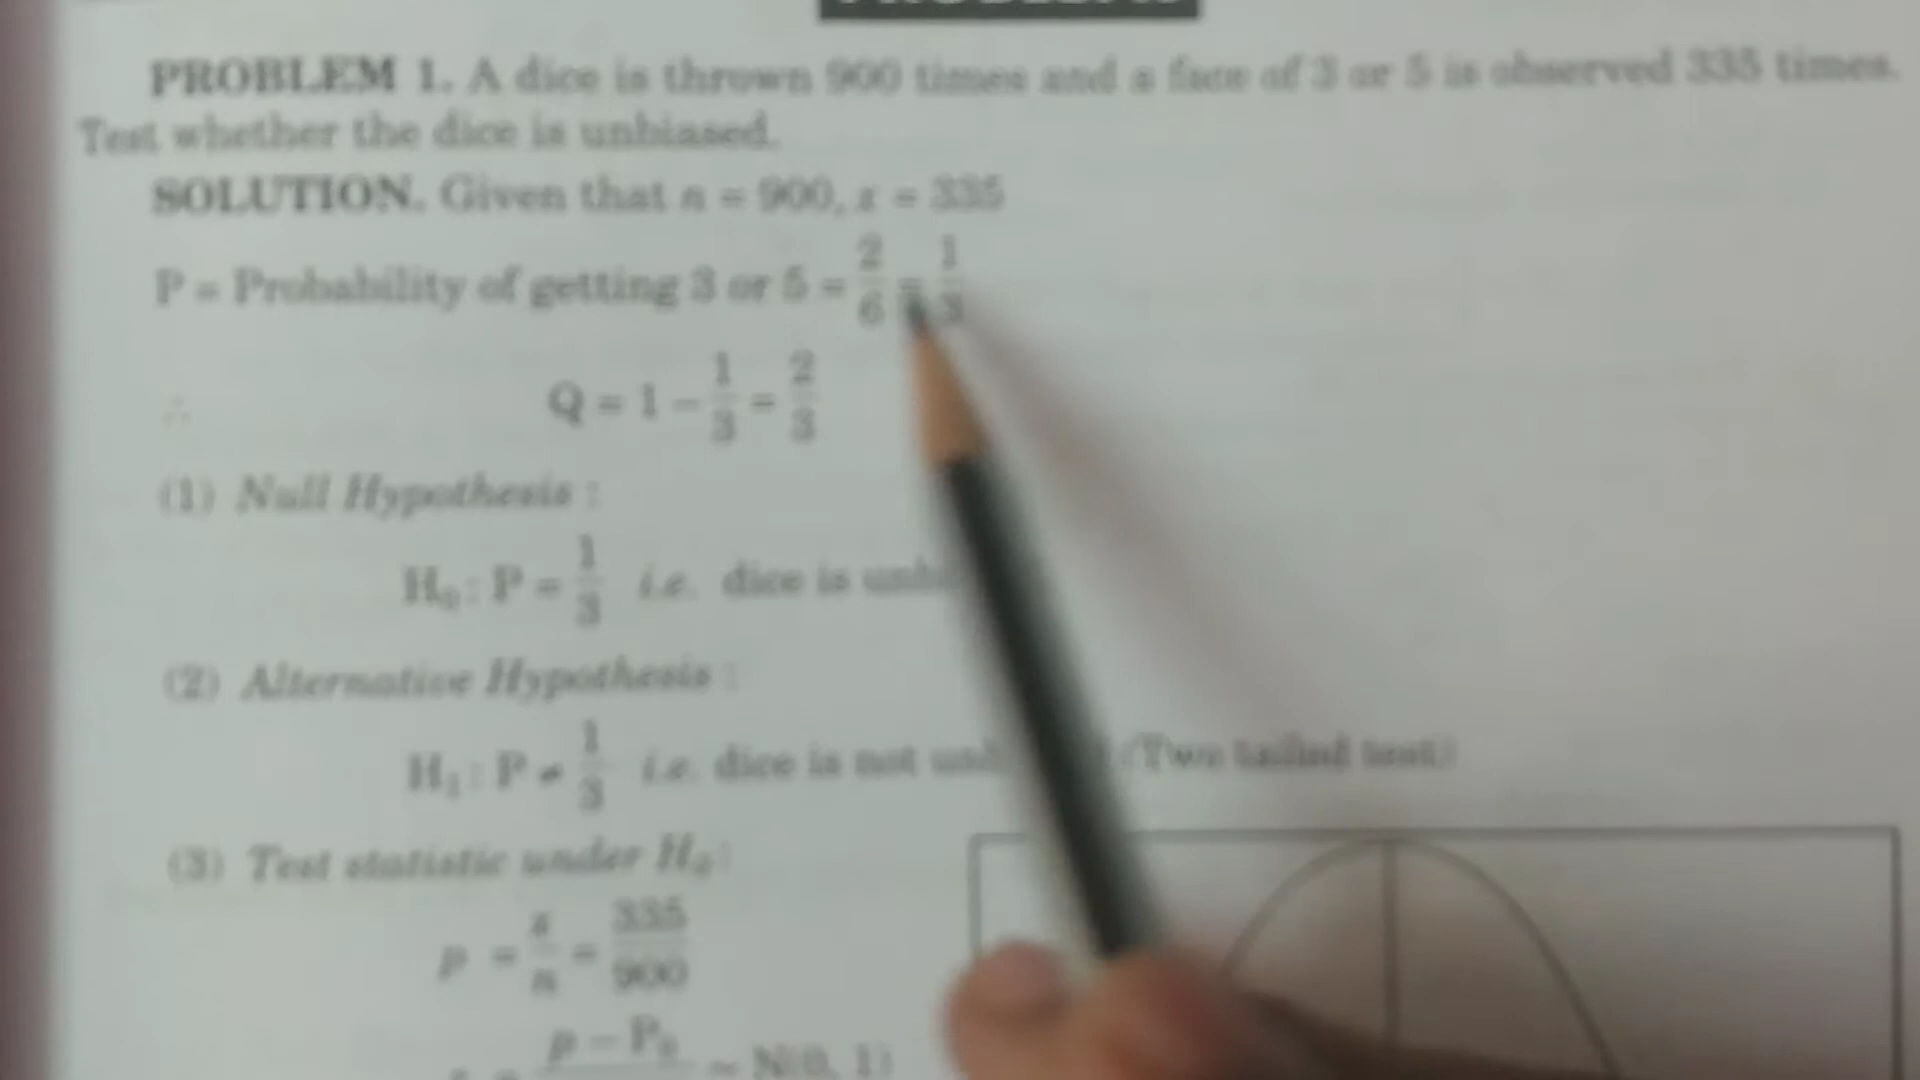 PROBLEM 1. A dice is thrown 900 times and a face of 3 or 5 is observed 335 times.
Test whether the dice is unbiased.
SOLUTION. Given that n = 900, x = 335
P = Probability of getting 3 or 5 = 2/6 = 1/3
∴ Q = 1 − 1/3 = 2/3
(1) Null Hypothesis :
H₀ : P = 1/3 i.e. dice is
(2) Alternative Hypothesis :
H₁ : P ≠ 1/3 i.e. dice is not (Two tailed test)
(3) Test statistic under H₀ :
p = x/n = 335/900
p − P₀ ~ N(0, 1)